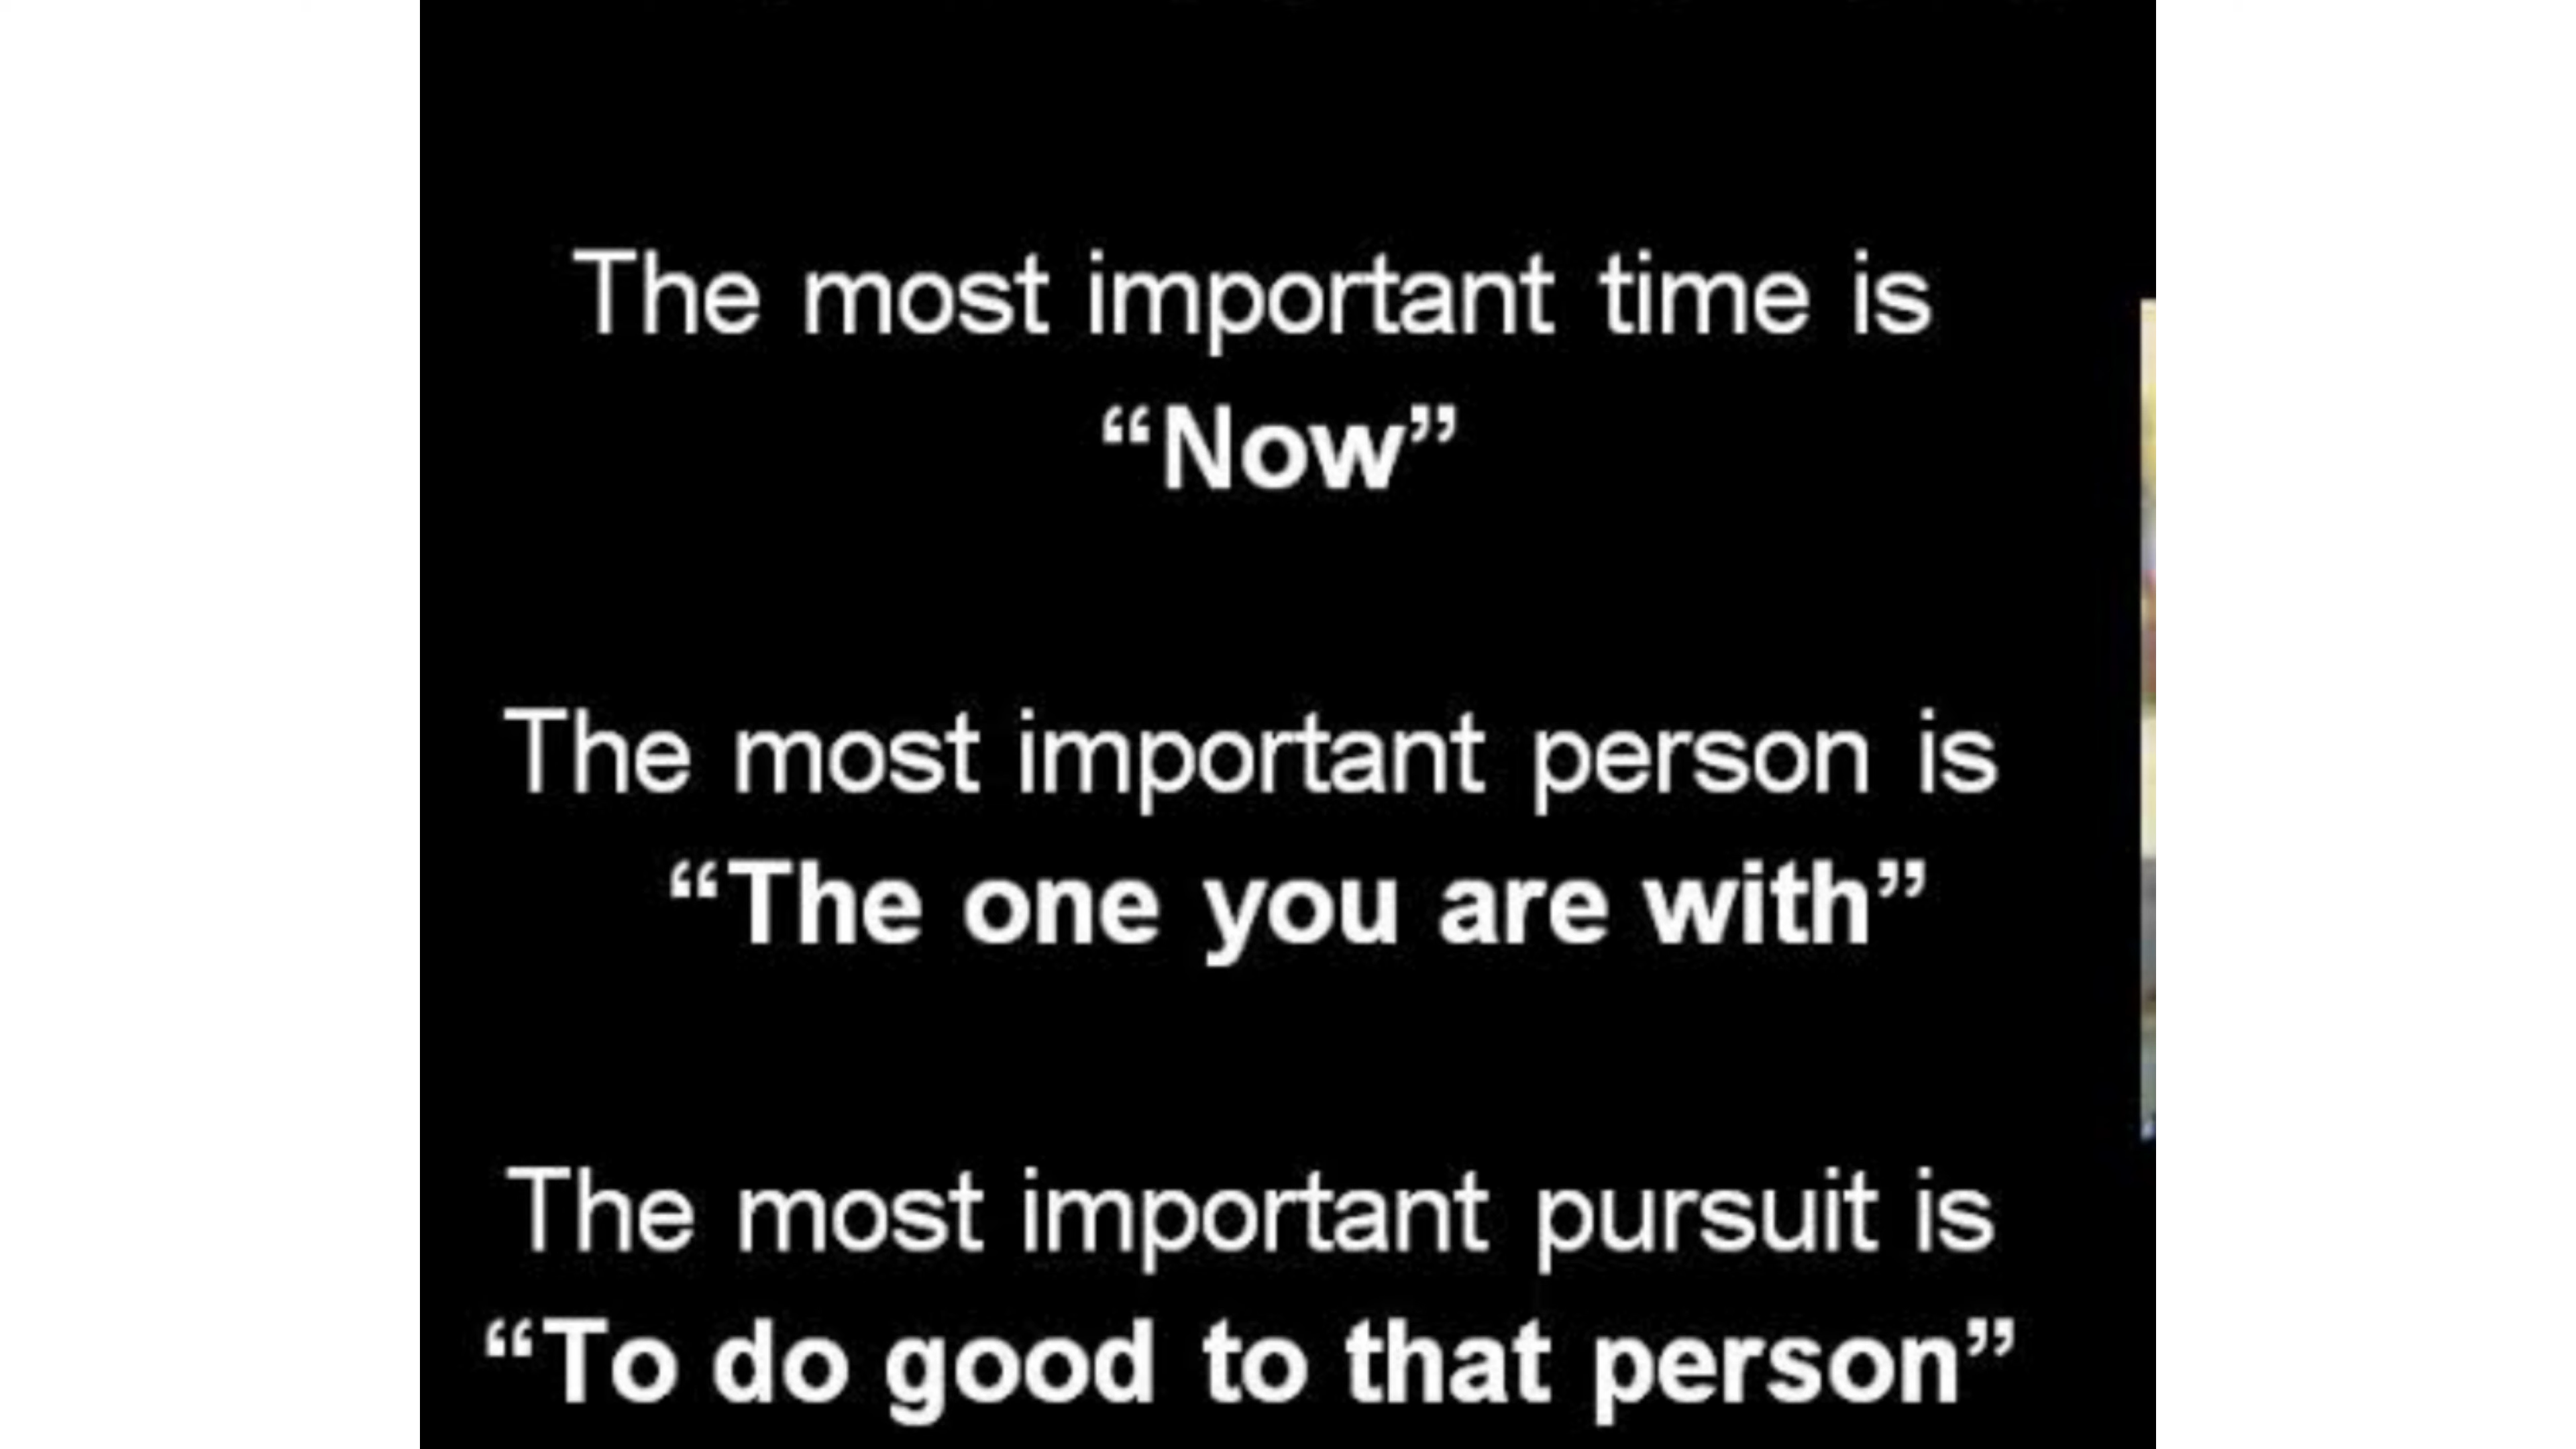 The most important time is
“Now”
The most important person is
“The one you are with”
The most important pursuit is
“To do good to that person”